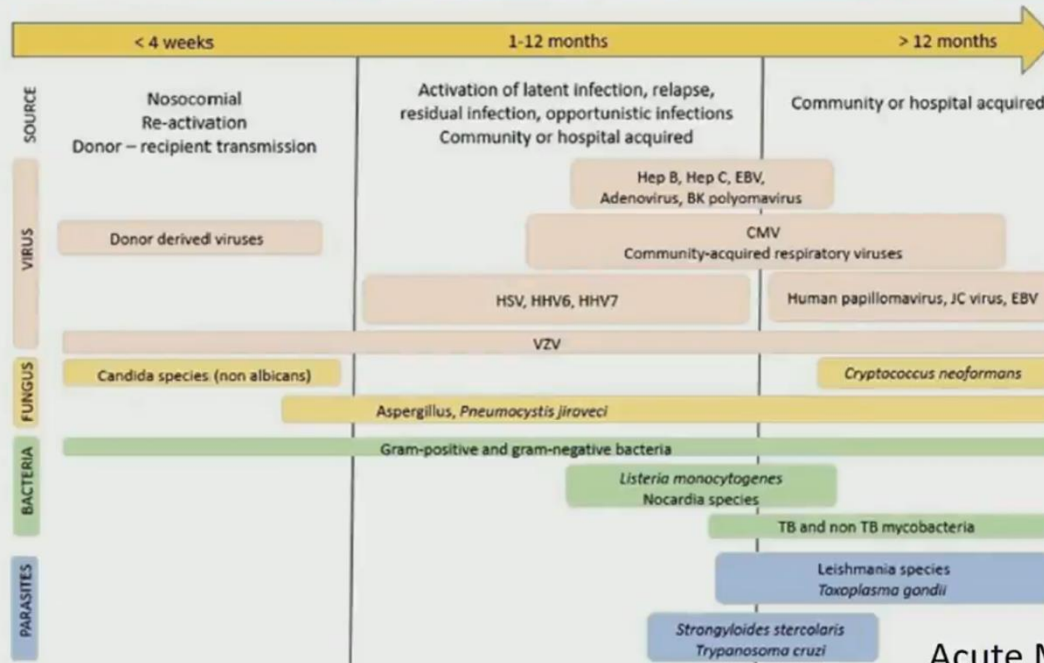 < 4 weeks
1-12 months
> 12 months
SOURCE
Nosocomial
Re-activation
Donor – recipient transmission
Activation of latent infection, relapse,
residual infection, opportunistic infections
Community or hospital acquired
Community or hospital acquired
VIRUS
Hep B, Hep C, EBV,
Adenovirus, BK polyomavirus
Donor derived viruses
CMV
Community-acquired respiratory viruses
HSV, HHV6, HHV7
Human papillomavirus, JC virus, EBV
VZV
FUNGUS
Candida species (non albicans)
Cryptococcus neoformans
Aspergillus, Pneumocystis jiroveci
BACTERIA
Gram-positive and gram-negative bacteria
Listeria monocytogenes
Nocardia species
TB and non TB mycobacteria
PARASITES
Leishmania species
Toxoplasma gondii
Strongyloides stercolaris
Trypanosoma cruzi
Acute